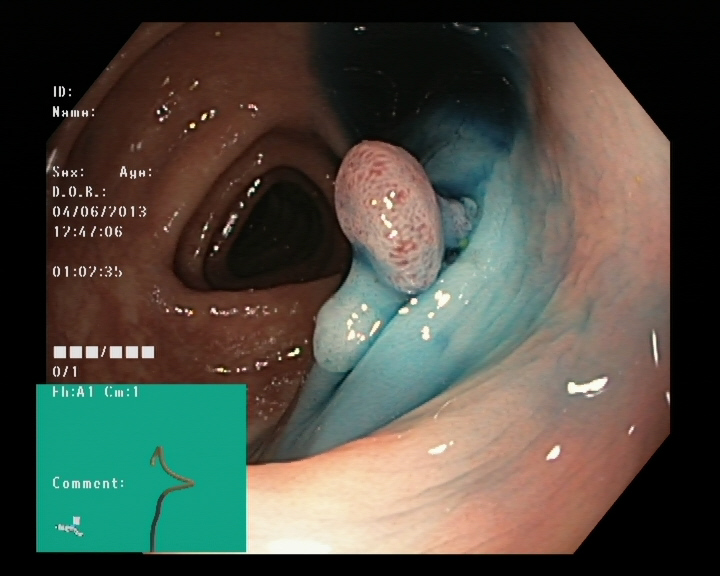 ID:
Name:
Sex: Age:
D.O.B.:
04/06/2013
12:47:06
01:02:35
■■■/■■■
0/1
Eh:A1 Cm:1
Comment: